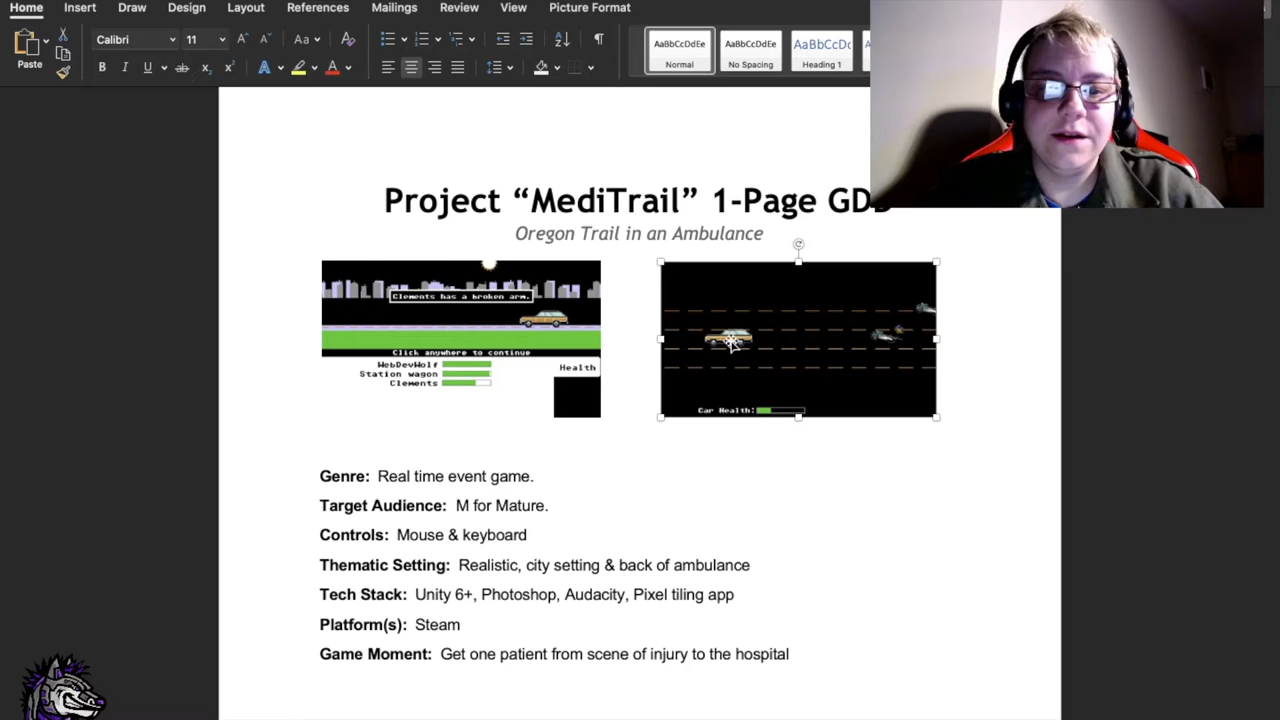 Home Insert Draw Design Layout References Mailings Review View Picture Format
Calibri 11 Aa
Paste
B I U ab x₂ x² A A
AaBbCcDdEe AaBbCcDdEe AaBbCcDc
Normal No Spacing Heading 1
Project “MediTrail” 1-Page GDD
Oregon Trail in an Ambulance
Clements has a broken arm.
Click anywhere to continue
WebDevWolf
Station wagon
Clements
Health
Car Health:
Genre: Real time event game.
Target Audience: M for Mature.
Controls: Mouse & keyboard
Thematic Setting: Realistic, city setting & back of ambulance
Tech Stack: Unity 6+, Photoshop, Audacity, Pixel tiling app
Platform(s): Steam
Game Moment: Get one patient from scene of injury to the hospital